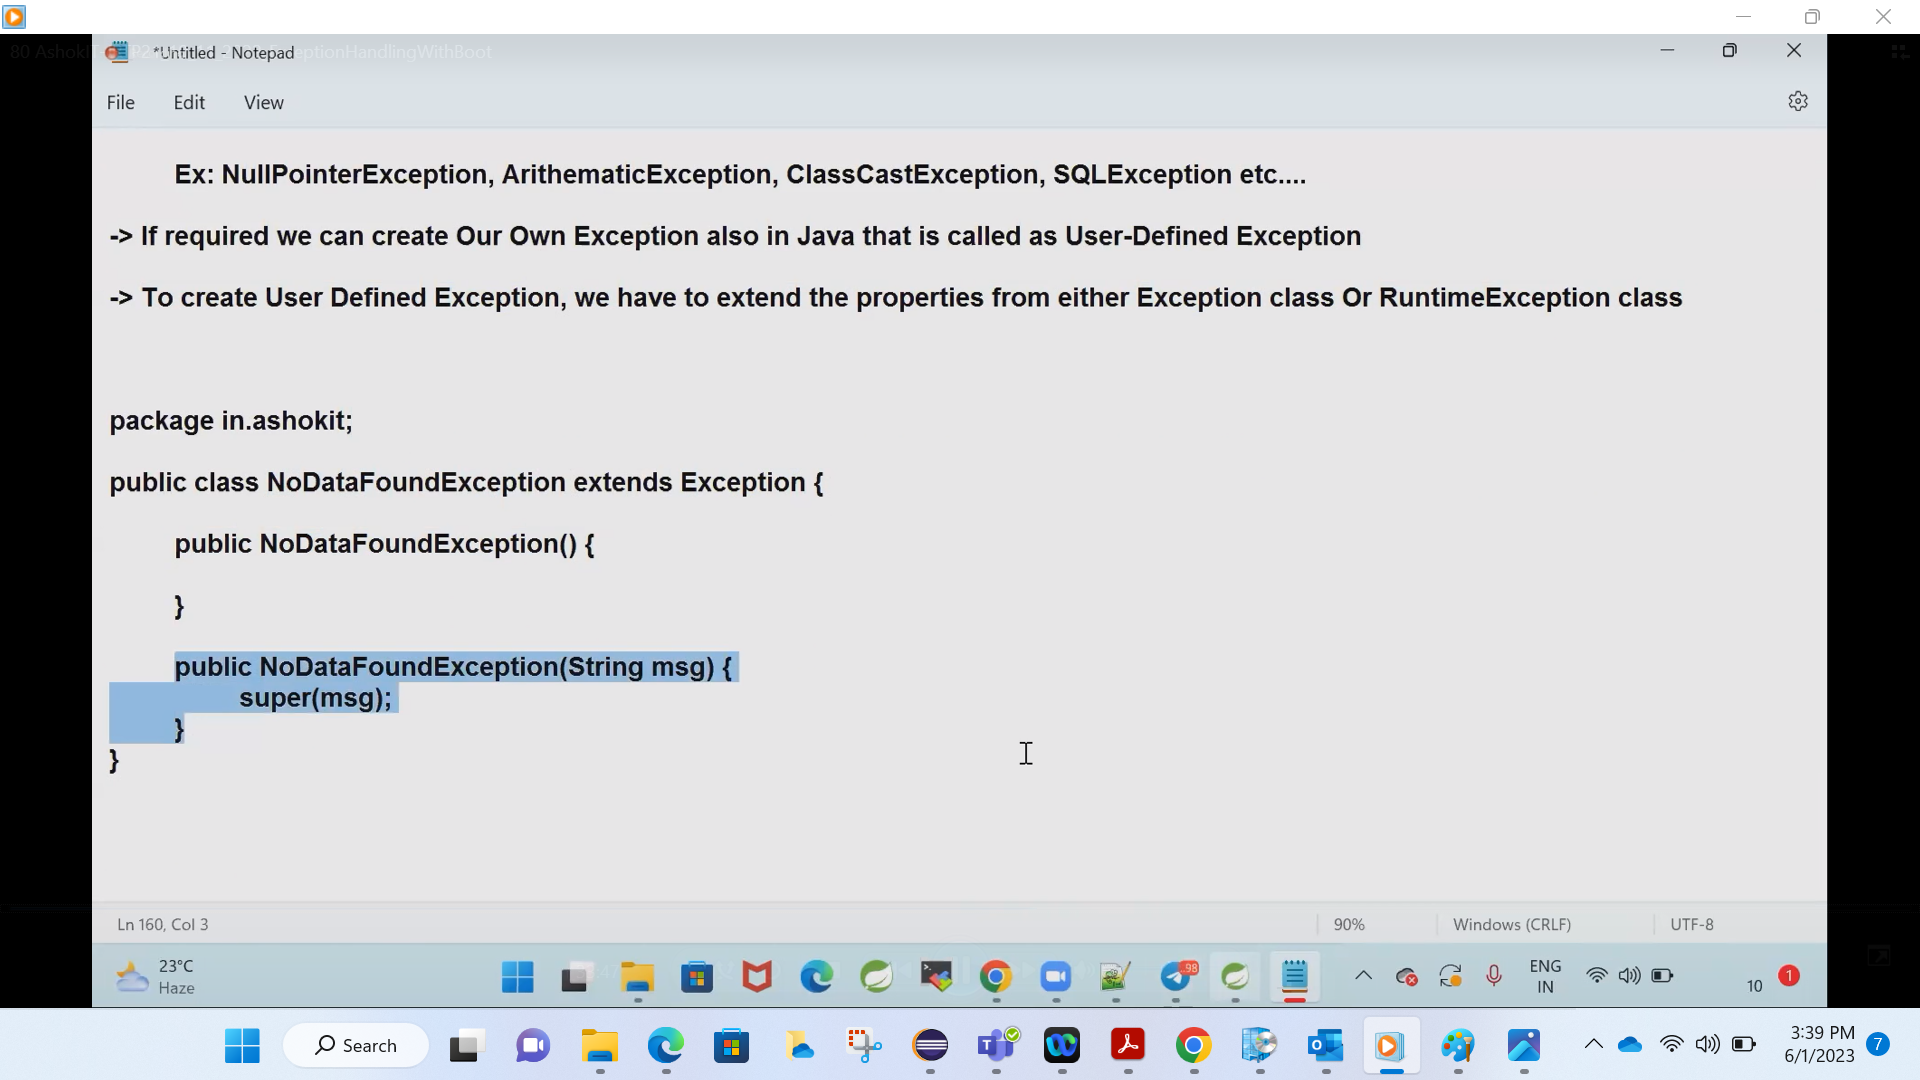 80 Ashok
*Untitled - Notepad
eptionHandlingWithBoot
File Edit View
Ex: NullPointerException, ArithematicException, ClassCastException, SQLException etc....
-> If required we can create Our Own Exception also in Java that is called as User-Defined Exception
-> To create User Defined Exception, we have to extend the properties from either Exception class Or RuntimeException class
package in.ashokit;
public class NoDataFoundException extends Exception {
public NoDataFoundException() {
}
public NoDataFoundException(String msg) {
super(msg);
}
}
Ln 160, Col 3
90%
Windows (CRLF)
UTF-8
23°C
Haze
98
ENG
IN
10
1
Search
3:39 PM
6/1/2023
7